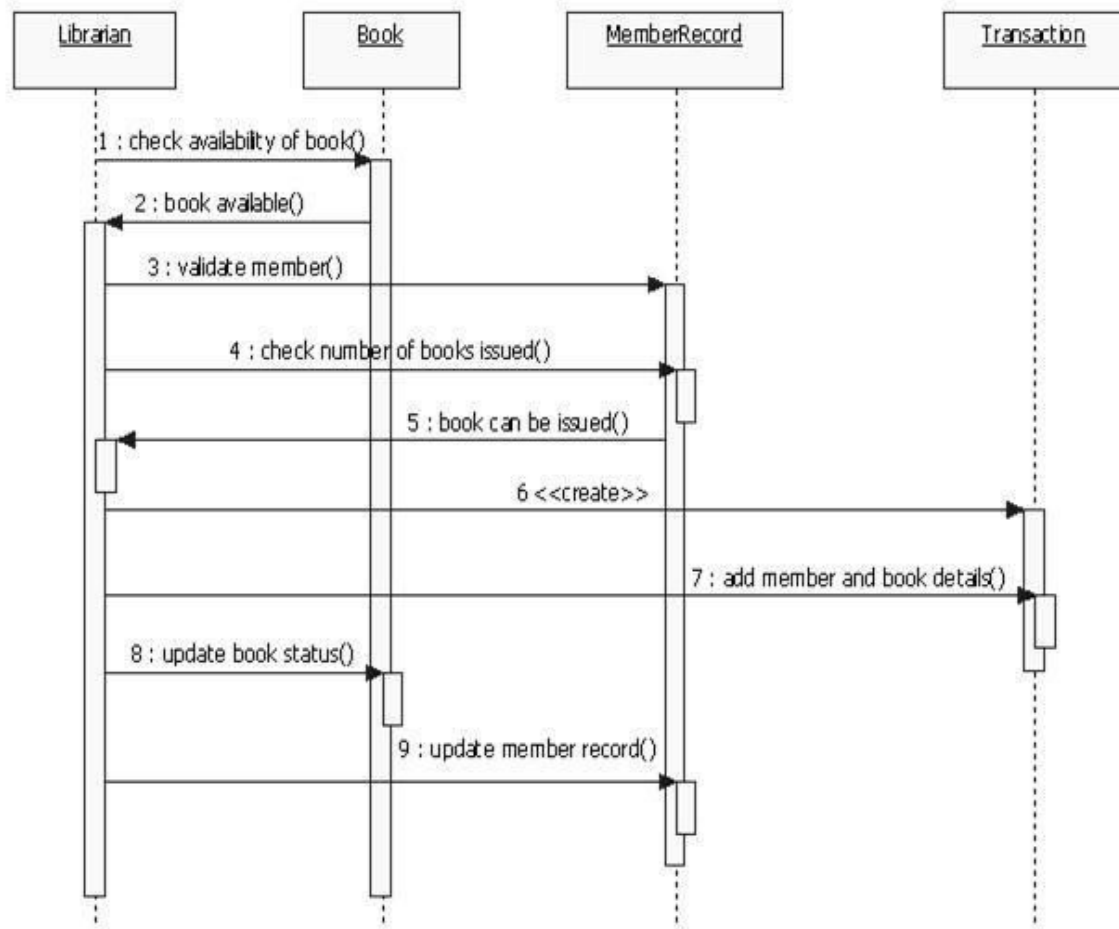 Librarian
Book
MemberRecord
Transaction
1 : check availability of book()
2 : book available()
3 : validate member()
4 : check number of books issued()
5 : book can be issued()
6 <<create>>
7 : add member and book details()
8 : update book status()
9 : update member record()